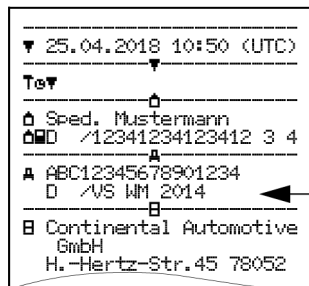 ▼ 25.04.2018 10:50 (UTC)
T⊙▼
Sped. Mustermann
D /12341234123412 3 4
ABC12345678901234
D /VS WM 2014
Continental Automotive
GmbH
H.-Hertz-Str.45 78052